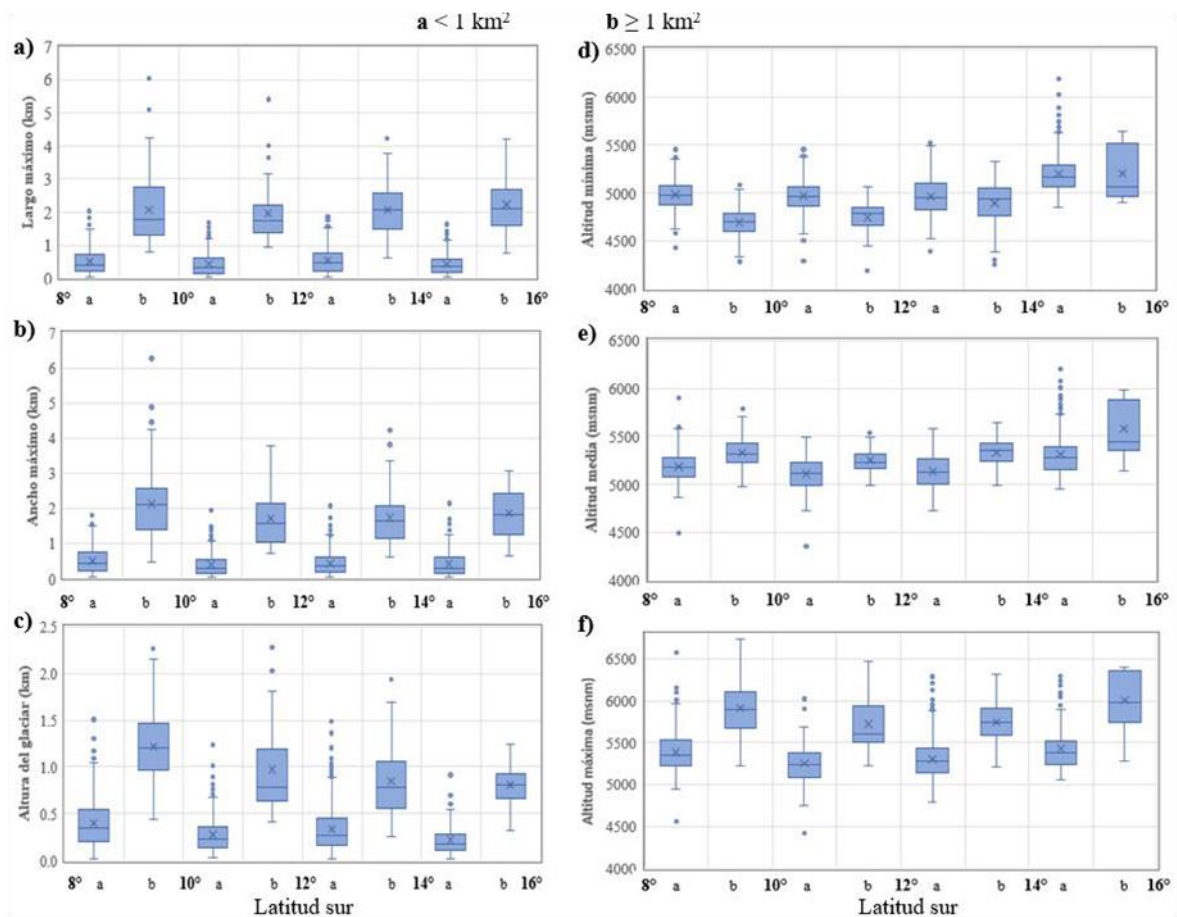 a < 1 km²
b ≥ 1 km²
a)
Largo máximo (km)
7
6
5
4
3
2
1
0
8° a b 10° a b 12° a b 14° a b 16°
b)
Ancho máximo (km)
7
6
5
4
3
2
1
0
8° a b 10° a b 12° a b 14° a b 16°
c)
Altura del glaciar (km)
2.5
2.0
1.5
1.0
0.5
0.0
8° a b 10° a b 12° a b 14° a b 16°
Latitud sur
d)
Altitud mínima (msnm)
6500
6000
5500
5000
4500
4000
8° a b 10° a b 12° a b 14° a b 16°
e)
Altitud media (msnm)
6500
6000
5500
5000
4500
4000
8° a b 10° a b 12° a b 14° a b 16°
f)
Altitud máxima (msnm)
6500
6000
5500
5000
4500
4000
8° a b 10° a b 12° a b 14° a b 16°
Latitud sur